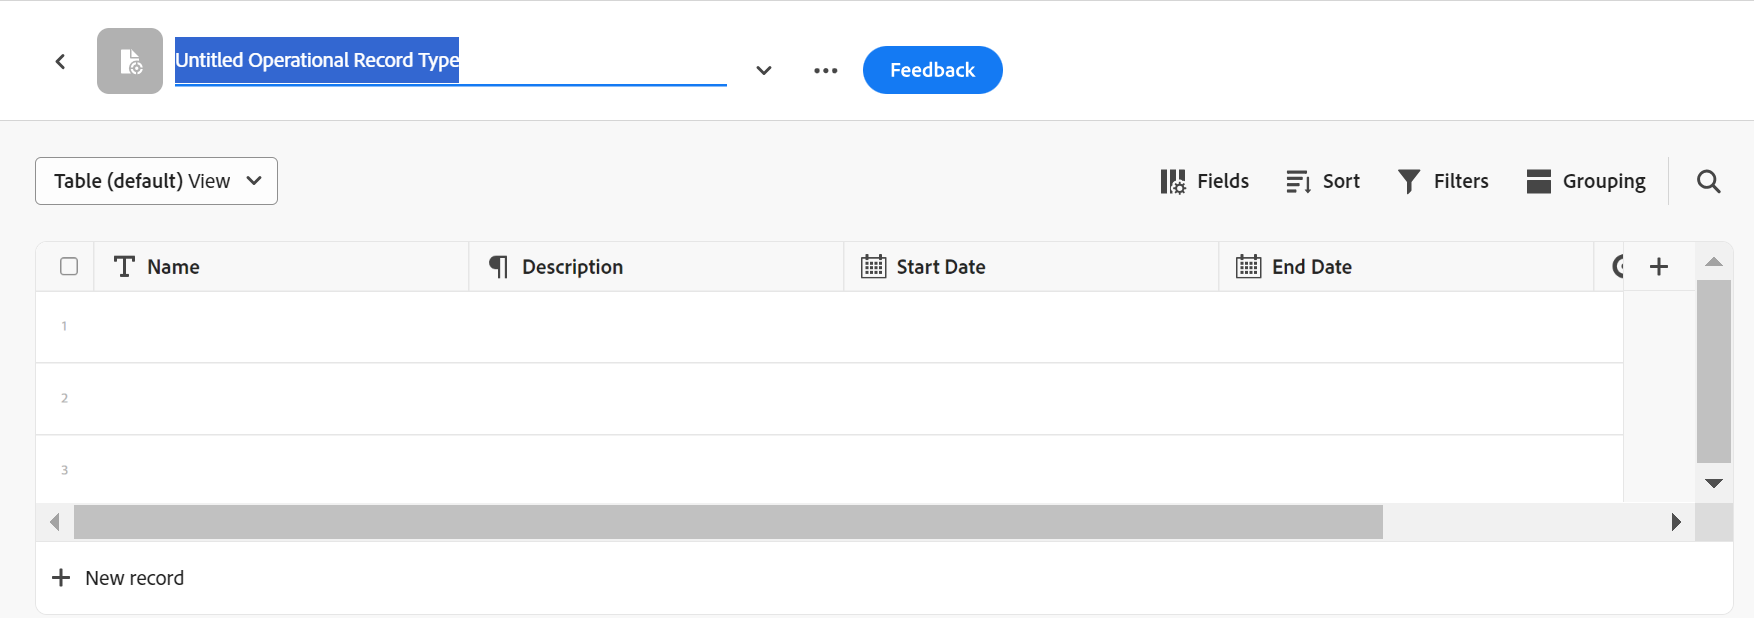 Untitled Operational Record Type
Feedback
Table (default) View
Fields
Sort
Filters
Grouping
Name
Description
Start Date
End Date
1
2
3
New record